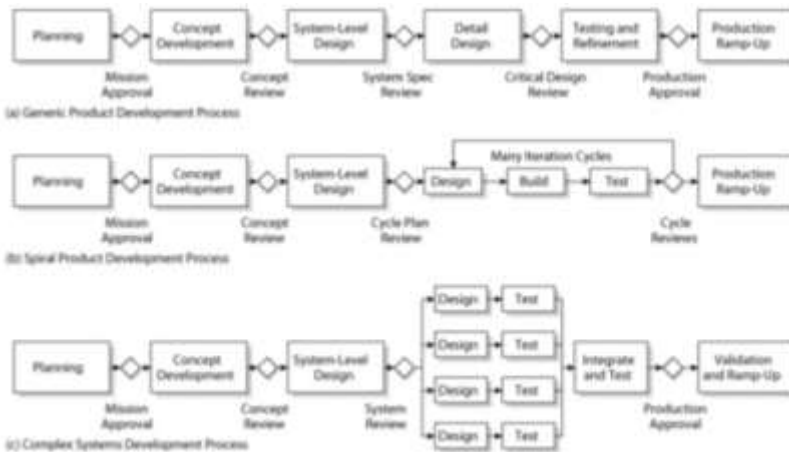 Planning
Concept
Development
System-Level
Design
Detail
Design
Testing and
Refinement
Production
Ramp-Up
Mission
Approval
Concept
Review
System Spec
Review
Critical Design
Review
Production
Approval
(a) Generic Product Development Process
Many Iteration Cycles
Planning
Concept
Development
System-Level
Design
Design
Build
Test
Production
Ramp-Up
Mission
Approval
Concept
Review
Cycle Plan
Review
Cycle
Reviews
(b) Spiral Product Development Process
Design
Test
Design
Test
Planning
Concept
Development
System-Level
Design
Integrate
and Test
Validation
and Ramp-Up
Design
Test
Mission
Approval
Concept
Review
System
Review
Production
Approval
Design
Test
(c) Complex Systems Development Process